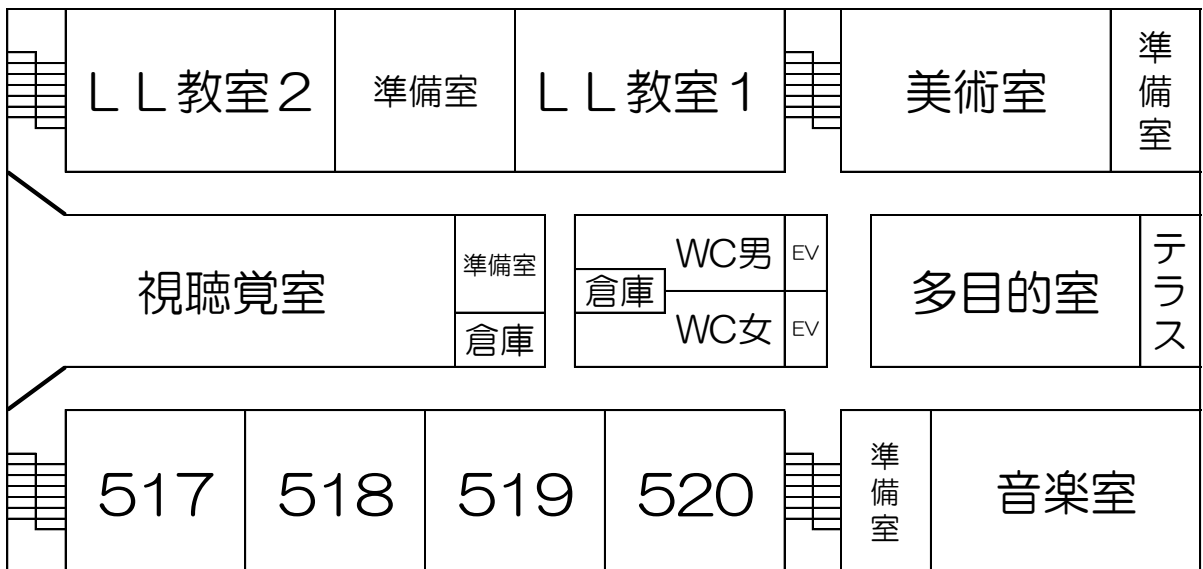 ＬＬ教室２
準備室
ＬＬ教室１
美術室
準備室
視聴覚室
準備室
倉庫
倉庫
WC男
EV
WC女
EV
多目的室
テラス
517
518
519
520
準備室
音楽室